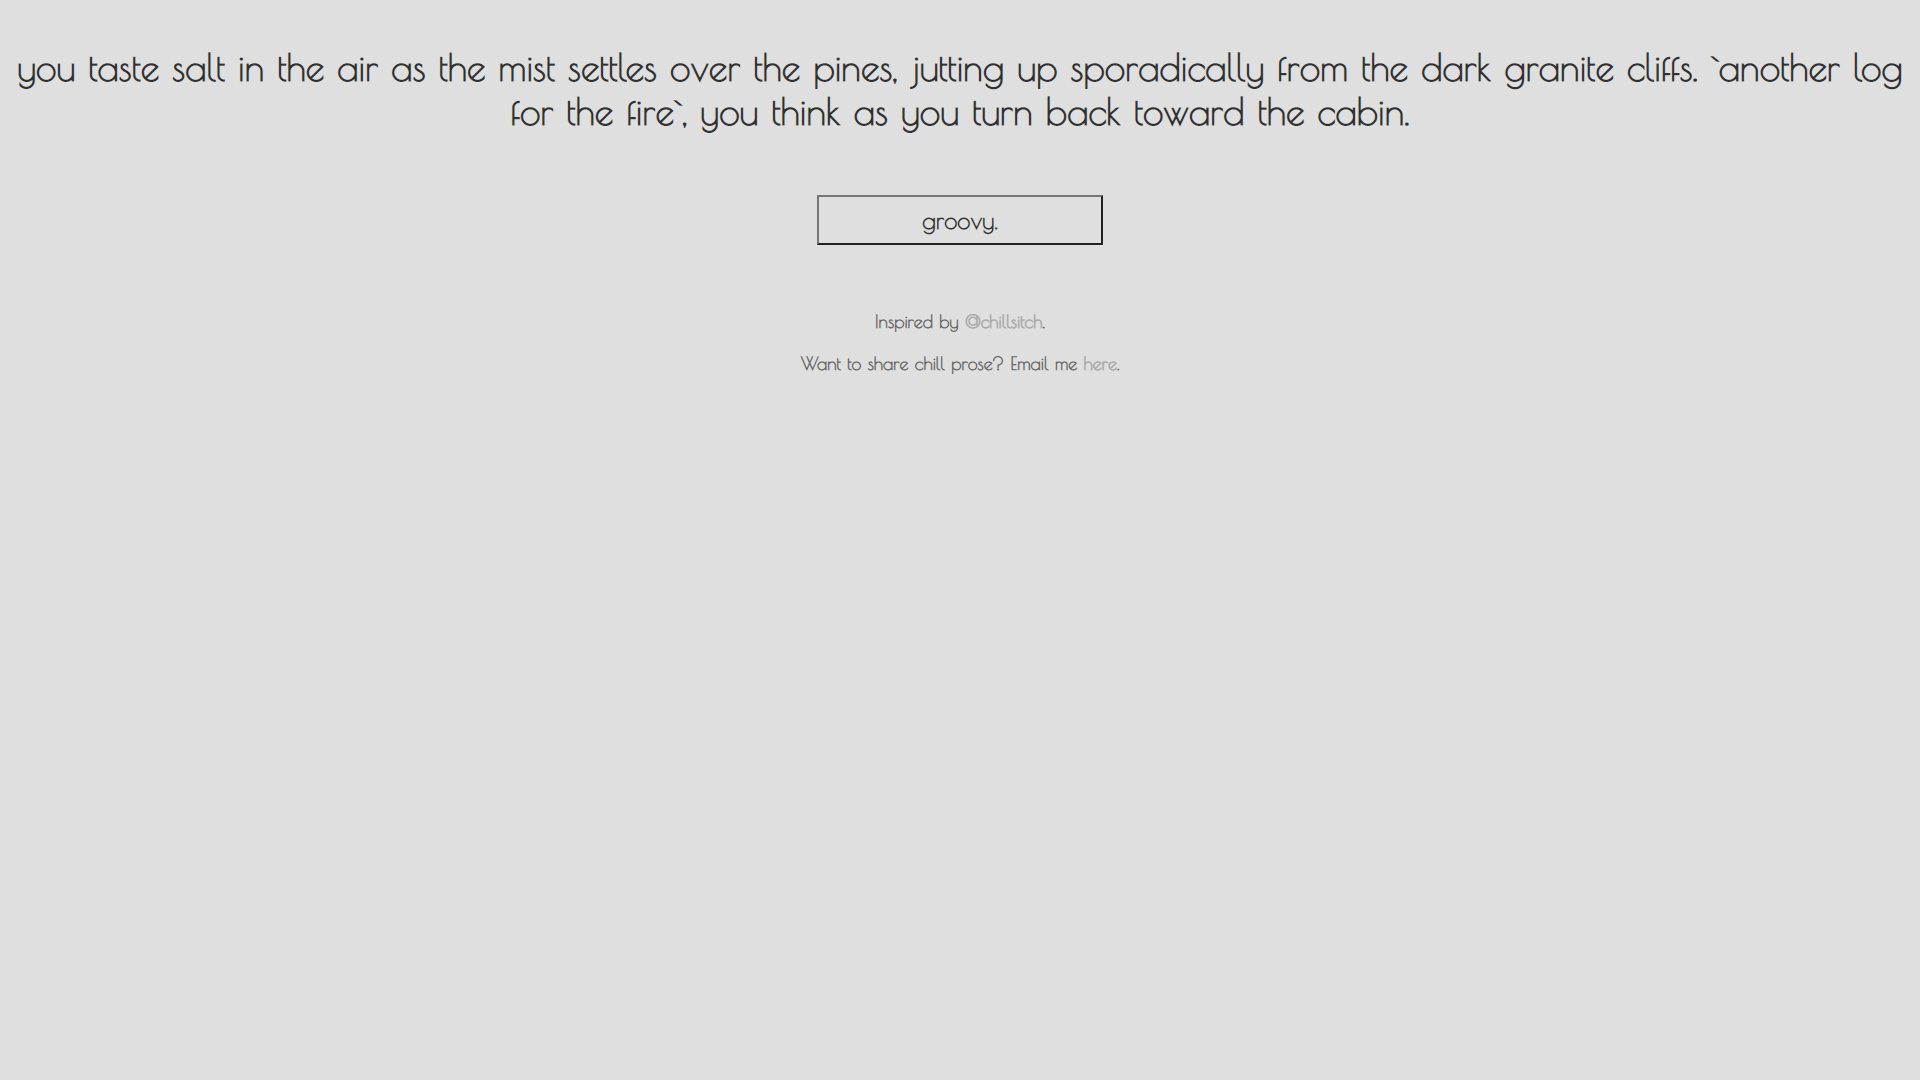 you taste salt in the air as the mist settles over the pines, jutting up sporadically from the dark granite cliffs. `another log
for the fire`, you think as you turn back toward the cabin.
groovy.
Inspired by @chillsitch.
Want to share chill prose? Email me here.